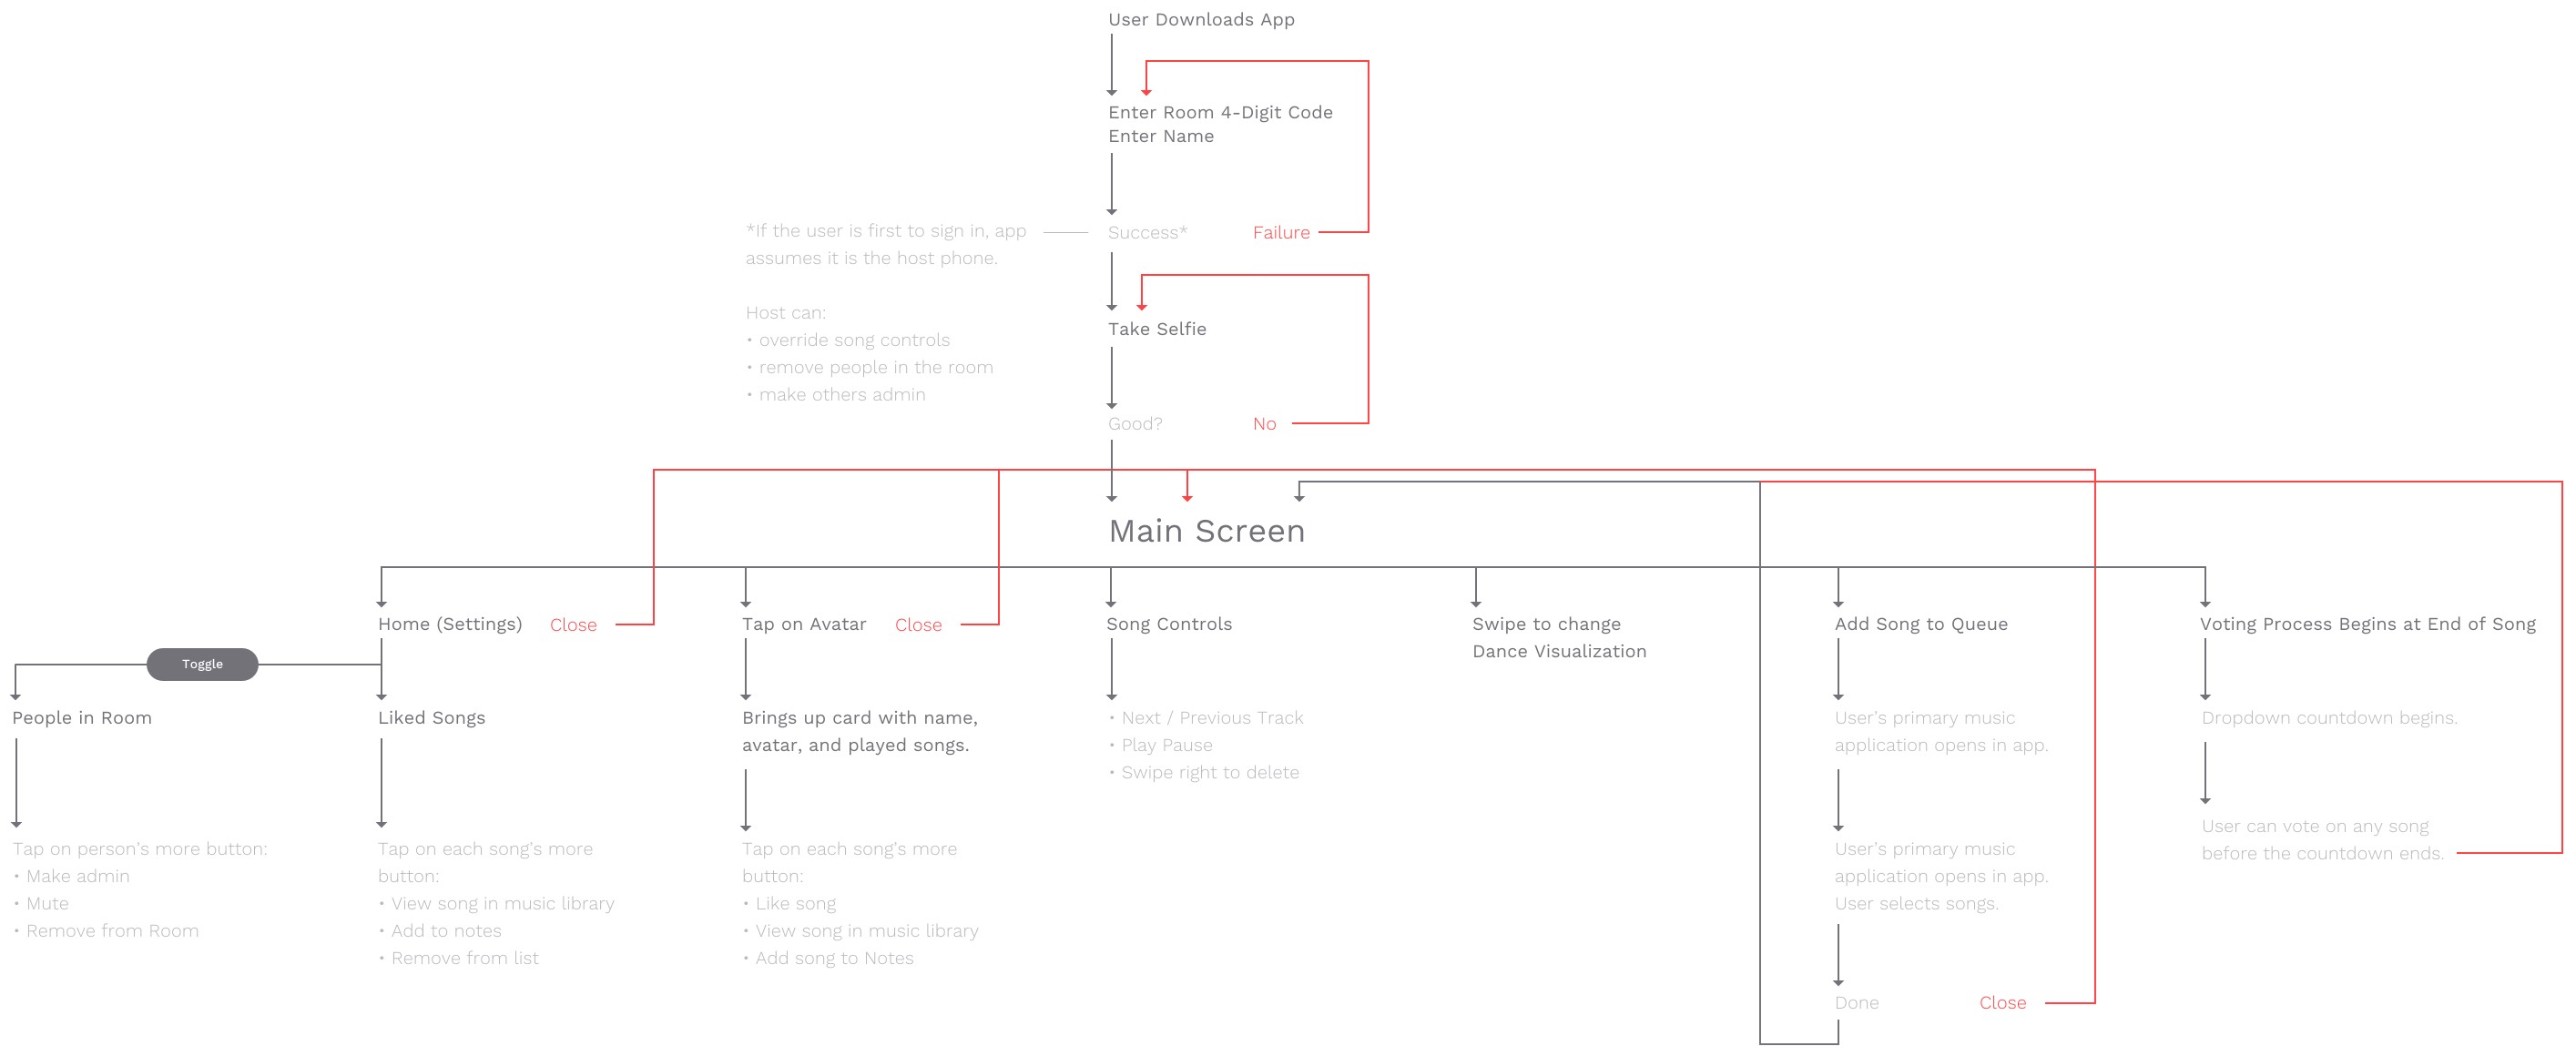 User Downloads App
Enter Room 4-Digit Code
Enter Name
*If the user is first to sign in, app
assumes it is the host phone.
Host can:
• override song controls
• remove people in the room
• make others admin
Success*
Failure
Take Selfie
Good?
No
Main Screen
Home (Settings)
Close
Tap on Avatar
Close
Song Controls
Swipe to change
Dance Visualization
Add Song to Queue
Voting Process Begins at End of Song
Toggle
People in Room
Liked Songs
Brings up card with name,
avatar, and played songs.
• Next / Previous Track
• Play Pause
• Swipe right to delete
User's primary music
application opens in app.
Dropdown countdown begins.
Tap on person's more button:
• Make admin
• Mute
• Remove from Room
Tap on each song's more
button:
• View song in music library
• Add to notes
• Remove from list
Tap on each song's more
button:
• Like song
• View song in music library
• Add song to Notes
User's primary music
application opens in app.
User selects songs.
User can vote on any song
before the countdown ends.
Done
Close